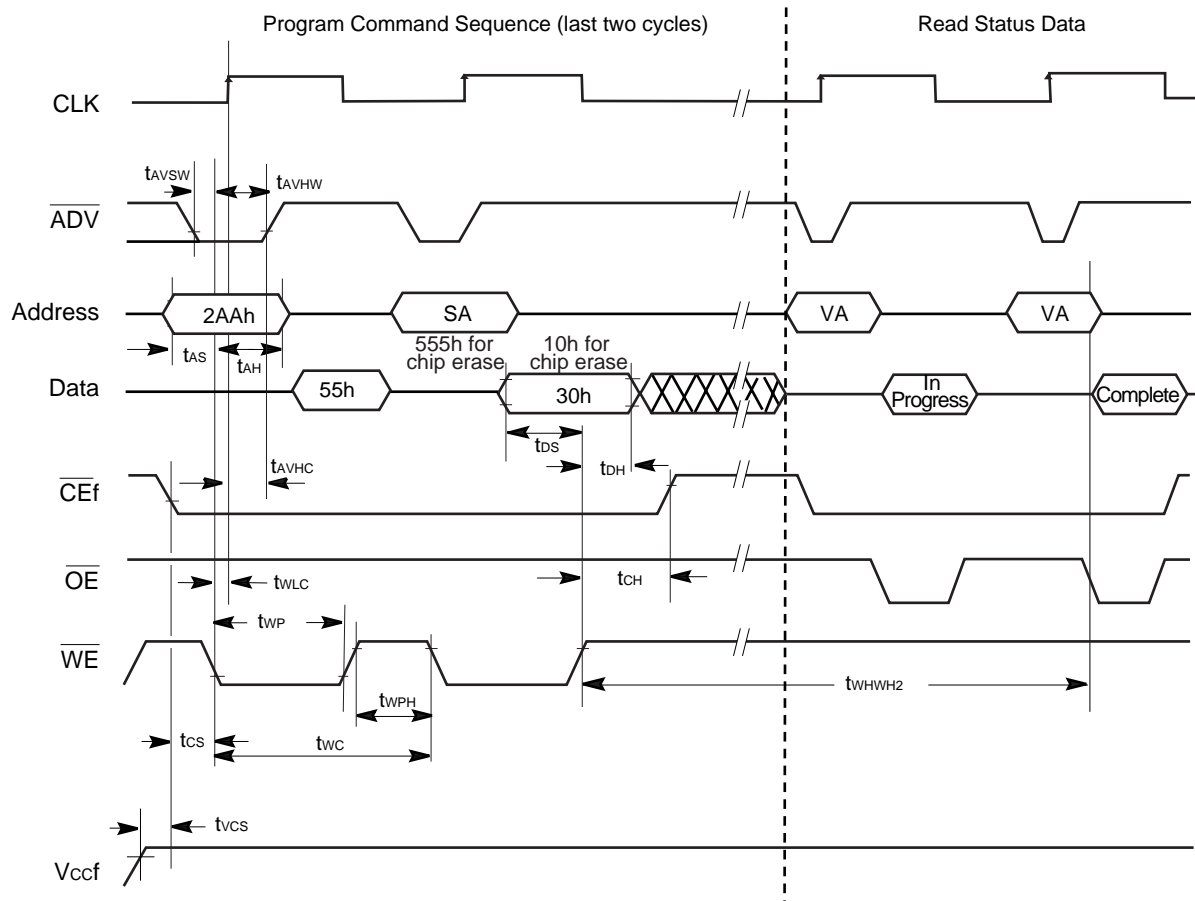 Program Command Sequence (last two cycles)
Read Status Data
CLK
tAVSW
tAVHW
ADV
Address
2AAh
SA
VA
VA
tAS
tAH
555h for
chip erase
10h for
chip erase
Data
55h
30h
In
Progress
Complete
tDS
tDH
tAVHC
CEf
OE
tWLC
tCH
tWP
WE
tWPH
tWHWH2
tCS
tWC
tVCS
VCCf